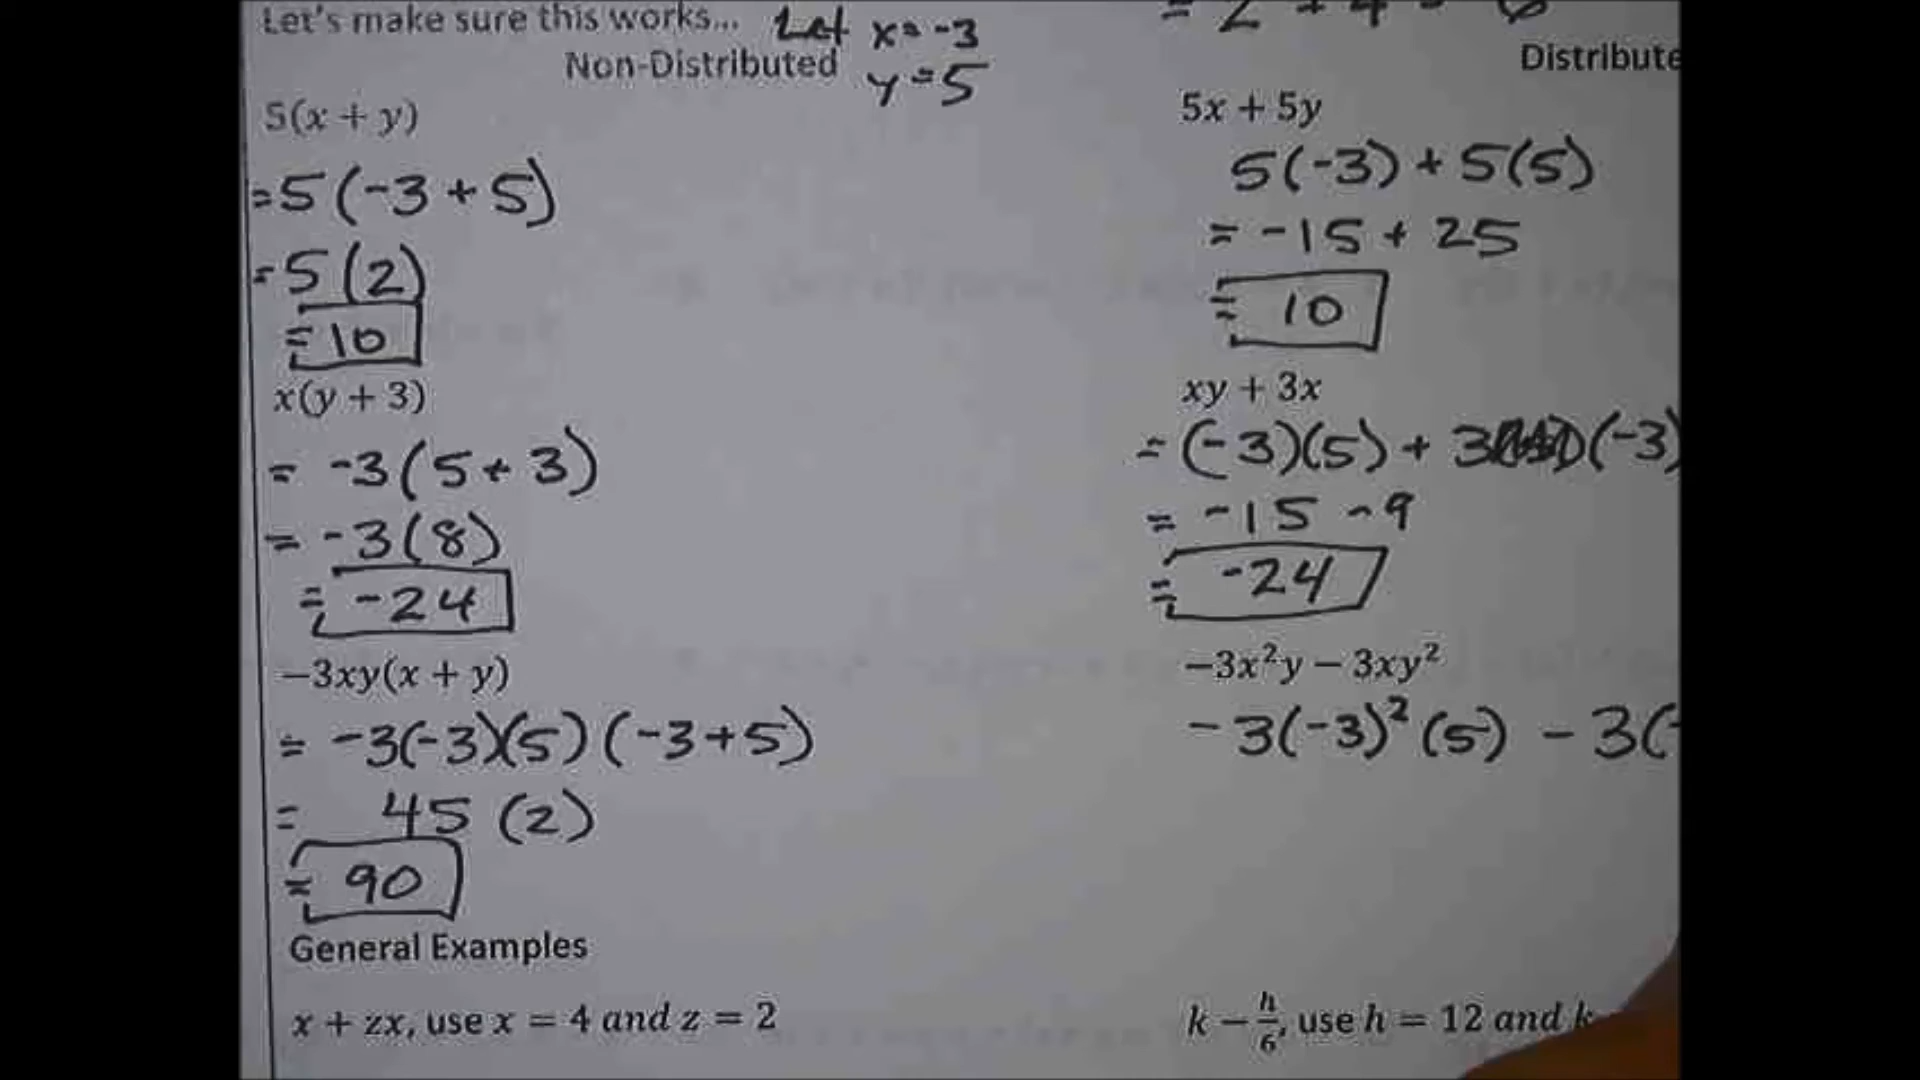 Let's make sure this works... Let x = -3
= 2 + 4 = 6
Non-Distributed y = 5
Distribute
5(x + y)
= 5(-3 + 5)
= 5(2)
= 10
5x + 5y
5(-3) + 5(5)
= -15 + 25
= 10
x(y + 3)
= -3(5 + 3)
= -3(8)
= -24
xy + 3x
= (-3)(5) + 3 (-3)
= -15 - 9
= -24
−3xy(x + y)
= -3(-3)(5)(-3+5)
= 45 (2)
= 90
−3x²y − 3xy²
-3(-3)²(5) - 3(-
General Examples
x + zx, use x = 4 and z = 2
k − h/6, use h = 12 and k